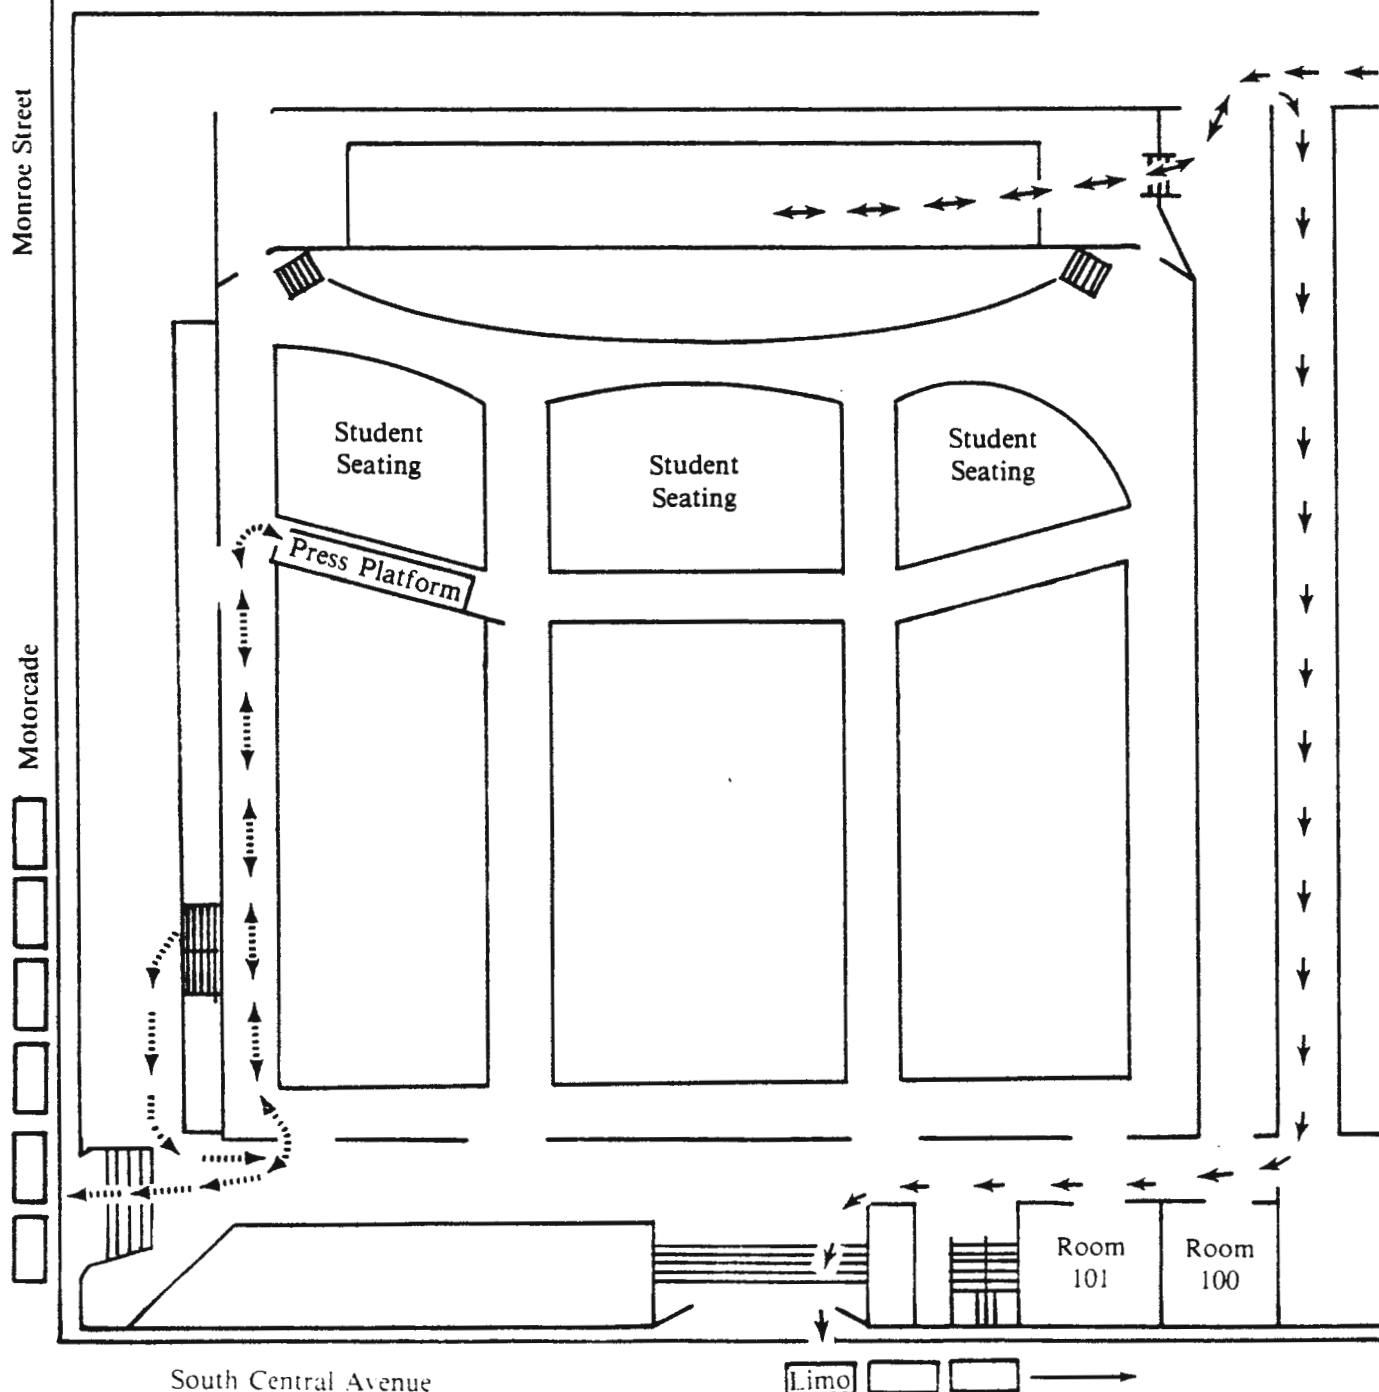 Monroe Street
Student
Seating
Student
Seating
Student
Seating
Press Platform
Motorcade
Room
101
Room
100
South Central Avenue
Limo